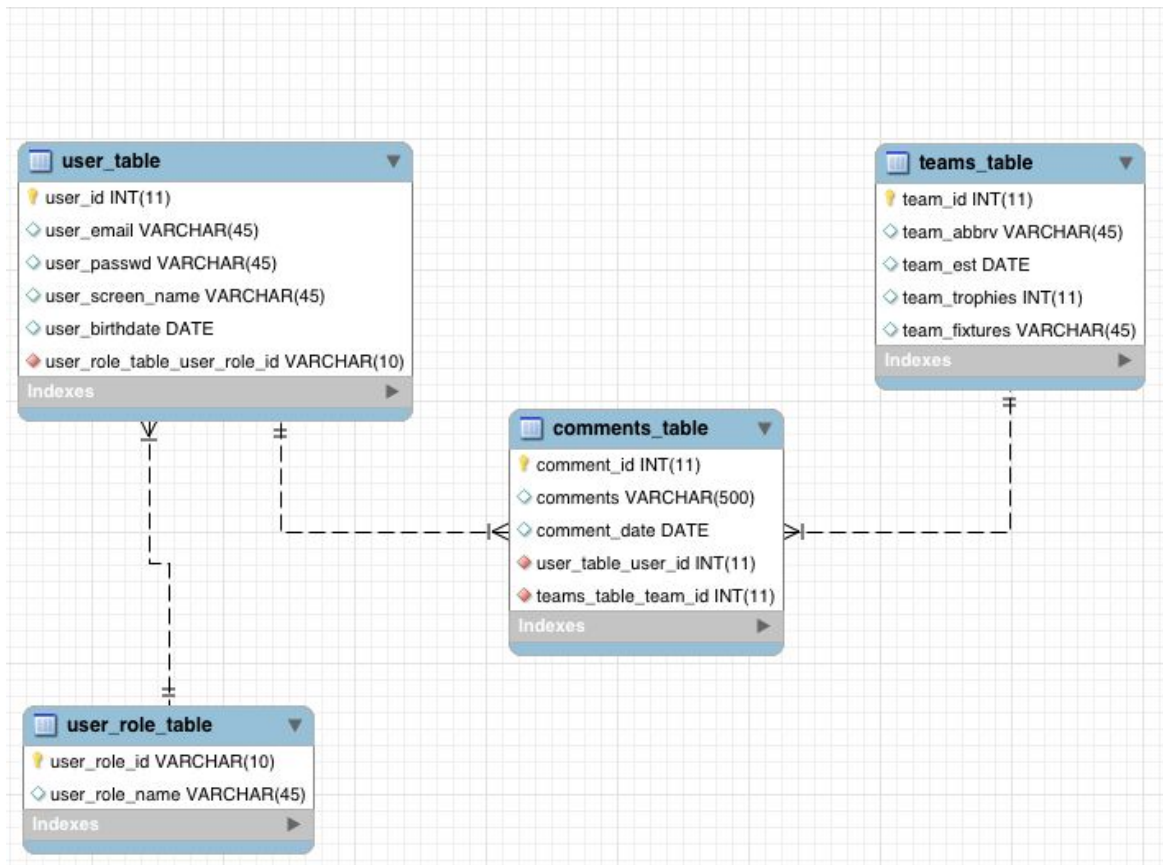 user_table
user_id INT(11)
user_email VARCHAR(45)
user_passwd VARCHAR(45)
user_screen_name VARCHAR(45)
user_birthdate DATE
user_role_table_user_role_id VARCHAR(10)
Indexes
teams_table
team_id INT(11)
team_abbrv VARCHAR(45)
team_est DATE
team_trophies INT(11)
team_fixtures VARCHAR(45)
Indexes
comments_table
comment_id INT(11)
comments VARCHAR(500)
comment_date DATE
user_table_user_id INT(11)
teams_table_team_id INT(11)
Indexes
user_role_table
user_role_id VARCHAR(10)
user_role_name VARCHAR(45)
Indexes